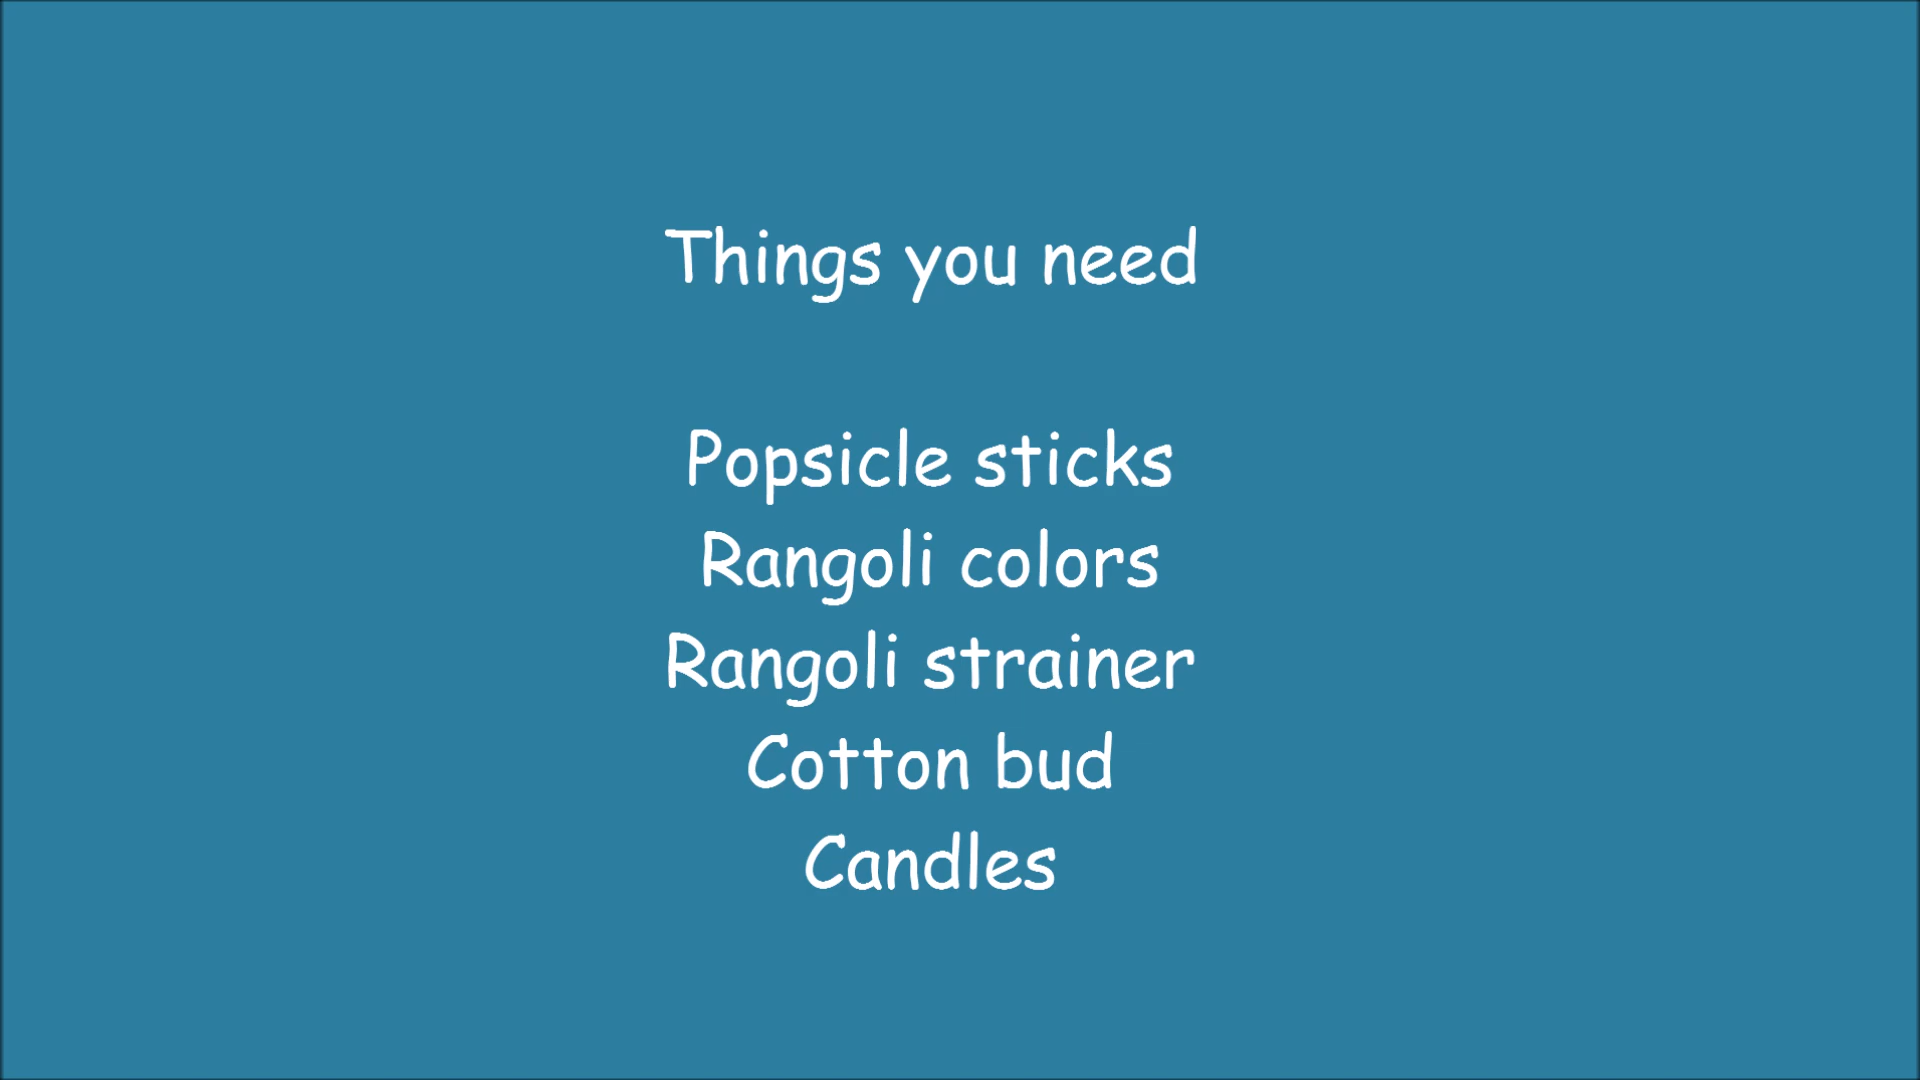 Things you need
Popsicle sticks
Rangoli colors
Rangoli strainer
Cotton bud
Candles